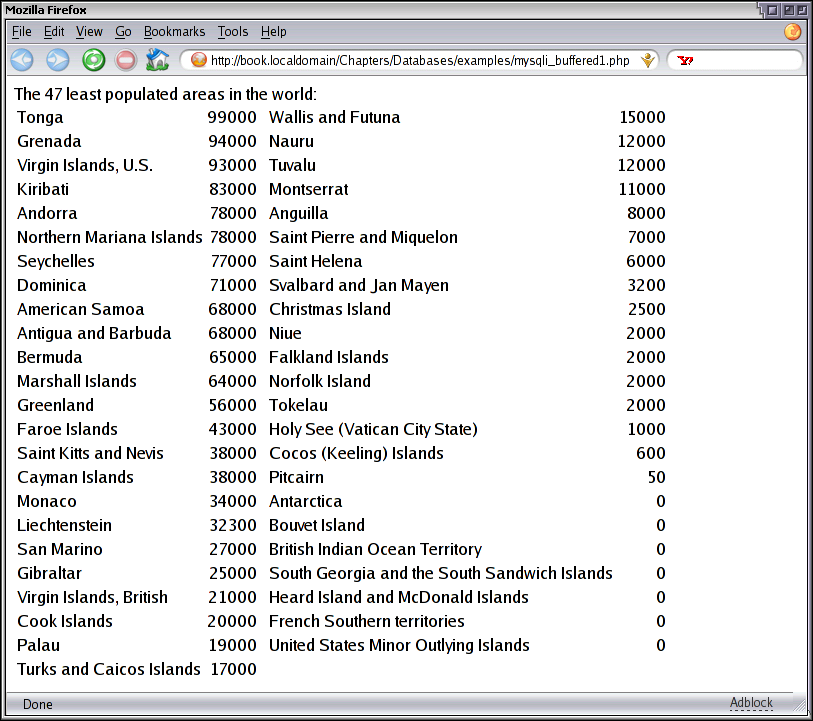 Mozilla Firefox
File Edit View Go Bookmarks Tools Help
http://book.localdomain/Chapters/Databases/examples/mysqli_buffered1.php Y!
The 47 least populated areas in the world:
Tonga 99000 Wallis and Futuna 15000
Grenada 94000 Nauru 12000
Virgin Islands, U.S. 93000 Tuvalu 12000
Kiribati 83000 Montserrat 11000
Andorra 78000 Anguilla 8000
Northern Mariana Islands 78000 Saint Pierre and Miquelon 7000
Seychelles 77000 Saint Helena 6000
Dominica 71000 Svalbard and Jan Mayen 3200
American Samoa 68000 Christmas Island 2500
Antigua and Barbuda 68000 Niue 2000
Bermuda 65000 Falkland Islands 2000
Marshall Islands 64000 Norfolk Island 2000
Greenland 56000 Tokelau 2000
Faroe Islands 43000 Holy See (Vatican City State) 1000
Saint Kitts and Nevis 38000 Cocos (Keeling) Islands 600
Cayman Islands 38000 Pitcairn 50
Monaco 34000 Antarctica 0
Liechtenstein 32300 Bouvet Island 0
San Marino 27000 British Indian Ocean Territory 0
Gibraltar 25000 South Georgia and the South Sandwich Islands 0
Virgin Islands, British 21000 Heard Island and McDonald Islands 0
Cook Islands 20000 French Southern territories 0
Palau 19000 United States Minor Outlying Islands 0
Turks and Caicos Islands 17000
Done Adblock